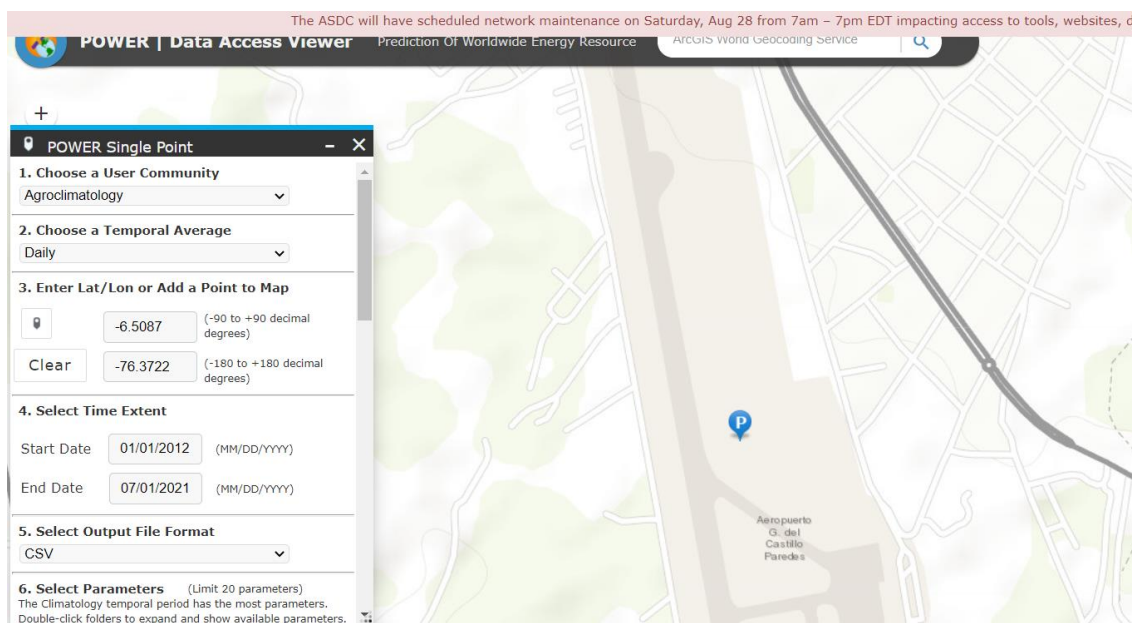 The ASDC will have scheduled network maintenance on Saturday, Aug 28 from 7am – 7pm EDT impacting access to tools, websites,
POWER | Data Access Viewer Prediction Of Worldwide Energy Resource ArcGIS World Geocoding Service
+
POWER Single Point – ×
1. Choose a User Community
Agroclimatology
2. Choose a Temporal Average
Daily
3. Enter Lat/Lon or Add a Point to Map
-6.5087 (-90 to +90 decimal
degrees)
Clear -76.3722 (-180 to +180 decimal
degrees)
4. Select Time Extent
Start Date 01/01/2012 (MM/DD/YYYY)
End Date 07/01/2021 (MM/DD/YYYY)
5. Select Output File Format
CSV
6. Select Parameters (Limit 20 parameters)
The Climatology temporal period has the most parameters.
Double-click folders to expand and show available parameters.
P
Aeropuerto
G. del
Castillo
Paredes